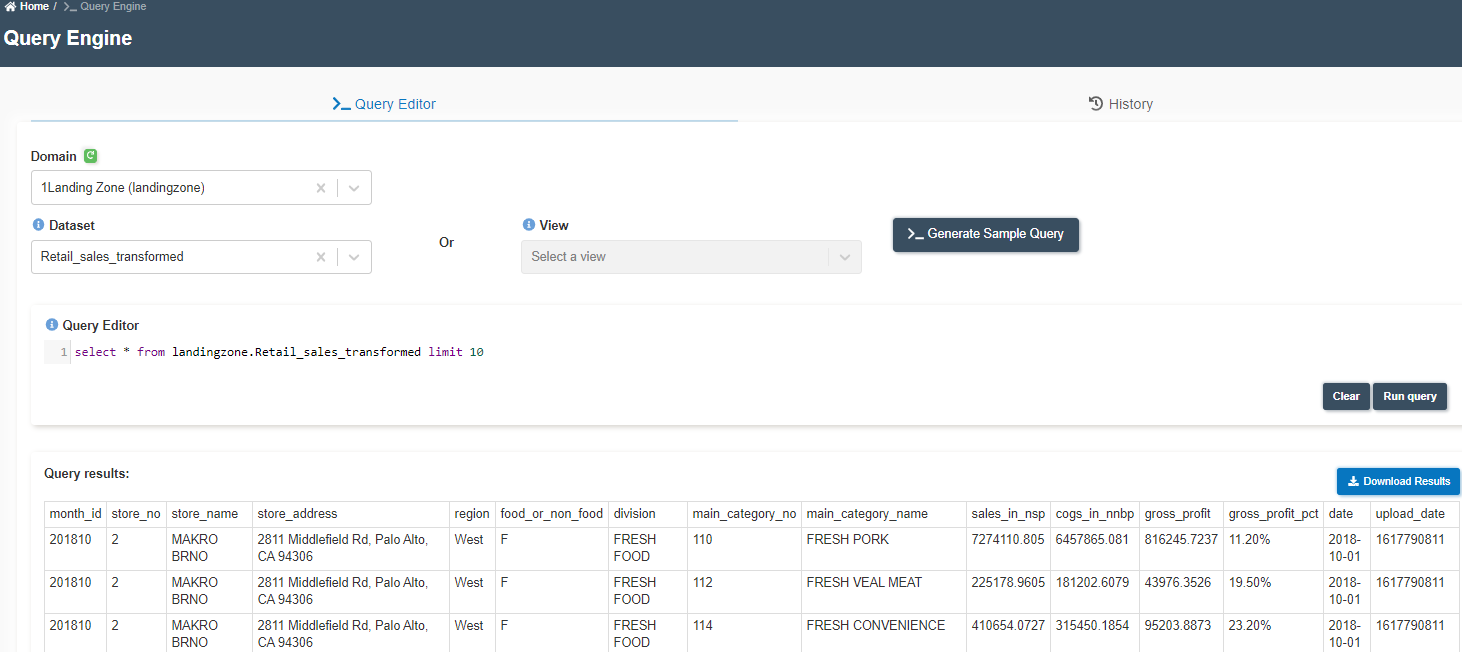 Home / >_ Query Engine
Query Engine
>_ Query Editor
History
Domain
1Landing Zone (landingzone)
Dataset
Retail_sales_transformed
Or
View
Select a view
>_ Generate Sample Query
Query Editor
1 select * from landingzone.Retail_sales_transformed limit 10
Clear
Run query
Query results:
Download Results
month_id store_no store_name store_address region food_or_non_food division main_category_no main_category_name sales_in_nsp cogs_in_nnbp gross_profit gross_profit_pct date upload_date
201810 2 MAKRO 2811 Middlefield Rd, Palo Alto, West F FRESH 110 FRESH PORK 7274110.805 6457865.081 816245.7237 11.20% 2018- 1617790811
BRNO CA 94306 FOOD 10-01
201810 2 MAKRO 2811 Middlefield Rd, Palo Alto, West F FRESH 112 FRESH VEAL MEAT 225178.9605 181202.6079 43976.3526 19.50% 2018- 1617790811
BRNO CA 94306 FOOD 10-01
201810 2 MAKRO 2811 Middlefield Rd, Palo Alto, West F FRESH 114 FRESH CONVENIENCE 410654.0727 315450.1854 95203.8873 23.20% 2018- 1617790811
BRNO CA 94306 FOOD 10-01